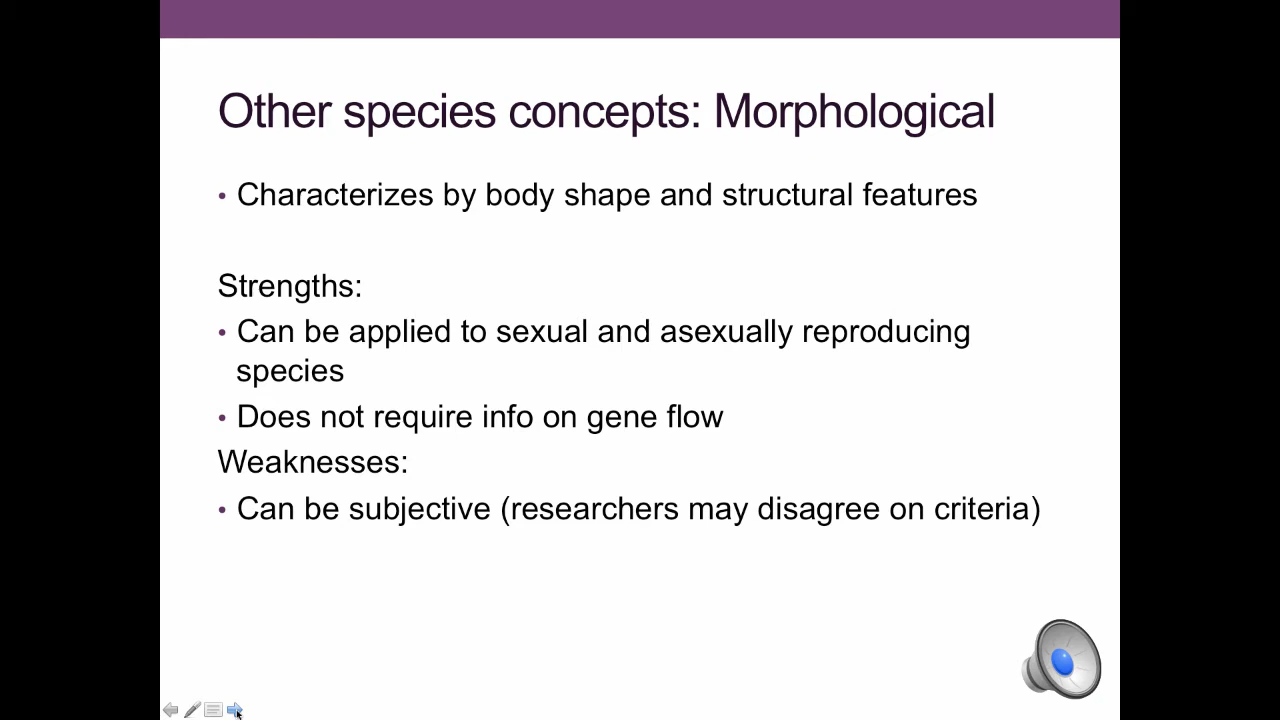 Other species concepts: Morphological
• Characterizes by body shape and structural features
Strengths:
• Can be applied to sexual and asexually reproducing
species
• Does not require info on gene flow
Weaknesses:
• Can be subjective (researchers may disagree on criteria)